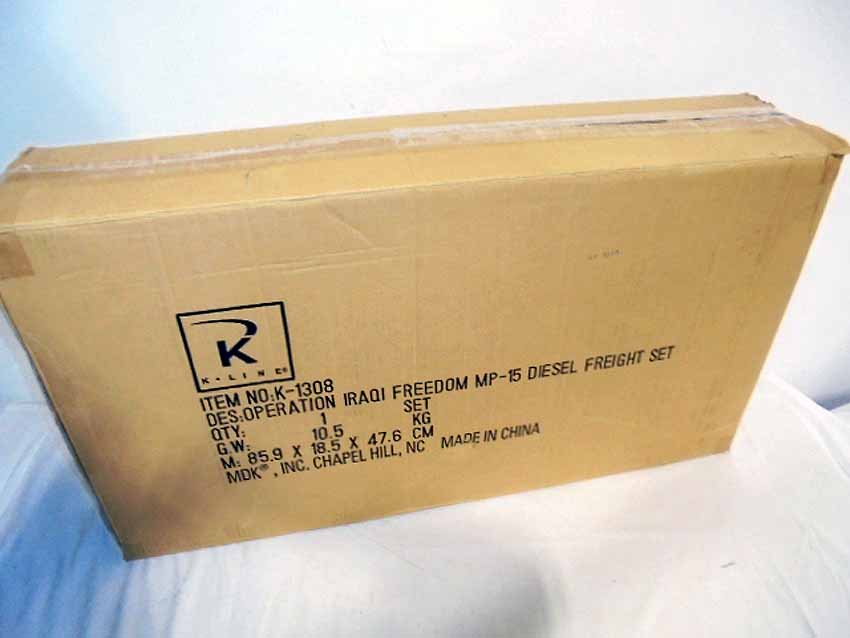 K
K-LINE®
ITEM NO:K-1308
DES:OPERATION IRAQI FREEDOM MP-15 DIESEL FREIGHT SET
QTY: 1 SET
G.W: 10.5 KG
M: 85.9 X 18.5 X 47.6 CM
MDK®, INC. CHAPEL HILL, NC MADE IN CHINA